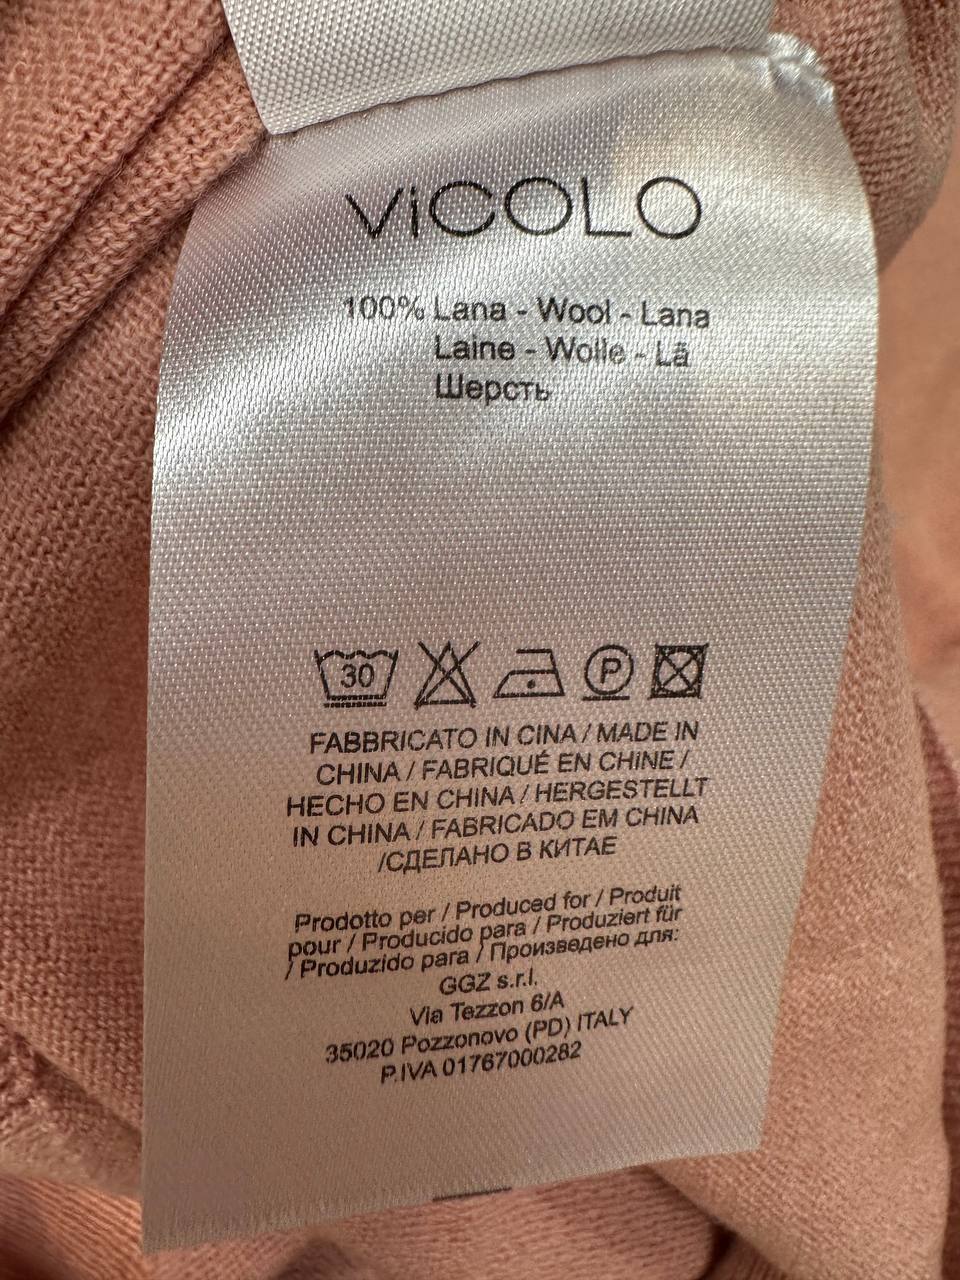 ViCOLO
100% Lana - Wool - Lana
Laine - Wolle - Lã
Шерсть
30 P
FABBRICATO IN CINA / MADE IN
CHINA / FABRIQUÉ EN CHINE /
HECHO EN CHINA / HERGESTELLT
IN CHINA / FABRICADO EM CHINA
/СДЕЛАНО В КИТАЕ
Prodotto per / Produced for / Produit
pour / Producido para / Produziert für
/ Produzido para / Произведено для:
GGZ s.r.l.
Via Tezzon 6/A
35020 Pozzonovo (PD) ITALY
P.IVA 01767000282